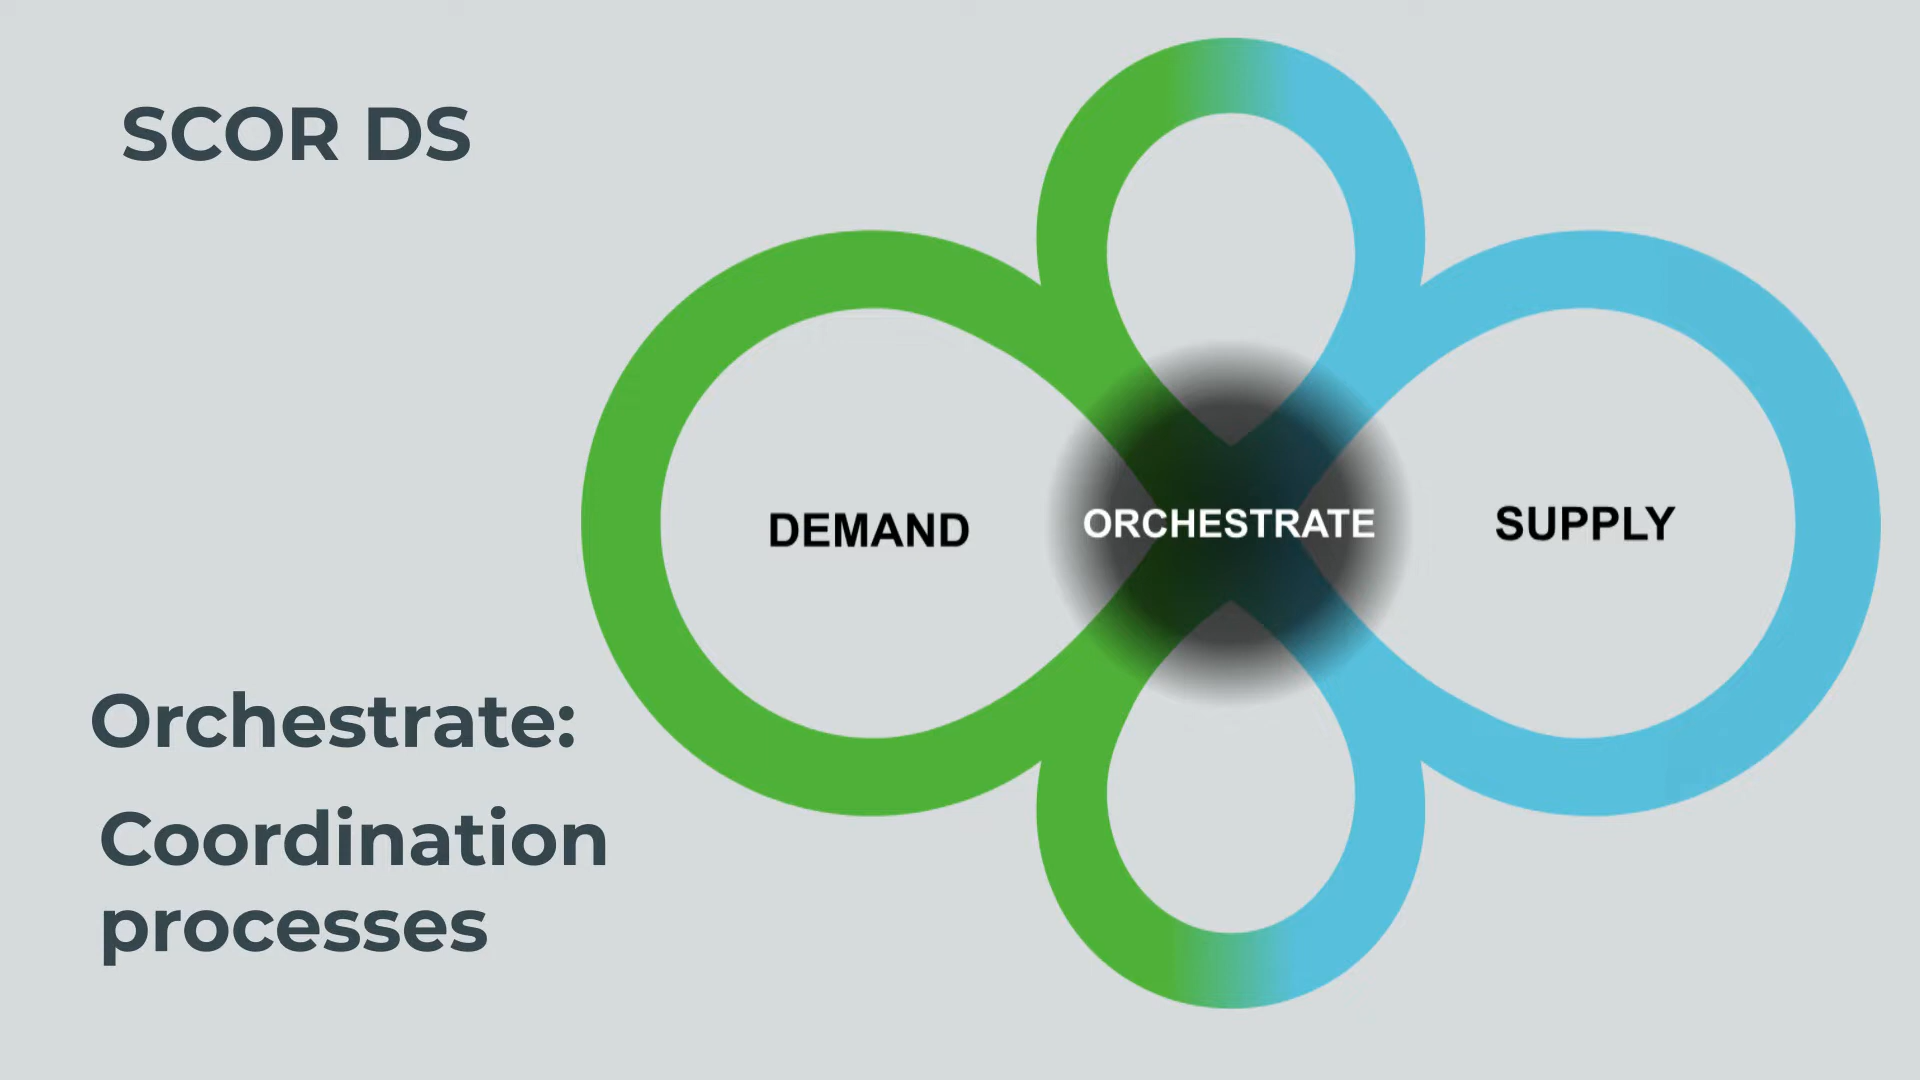 SCOR DS
DEMAND
ORCHESTRATE
SUPPLY
Orchestrate:
Coordination
processes